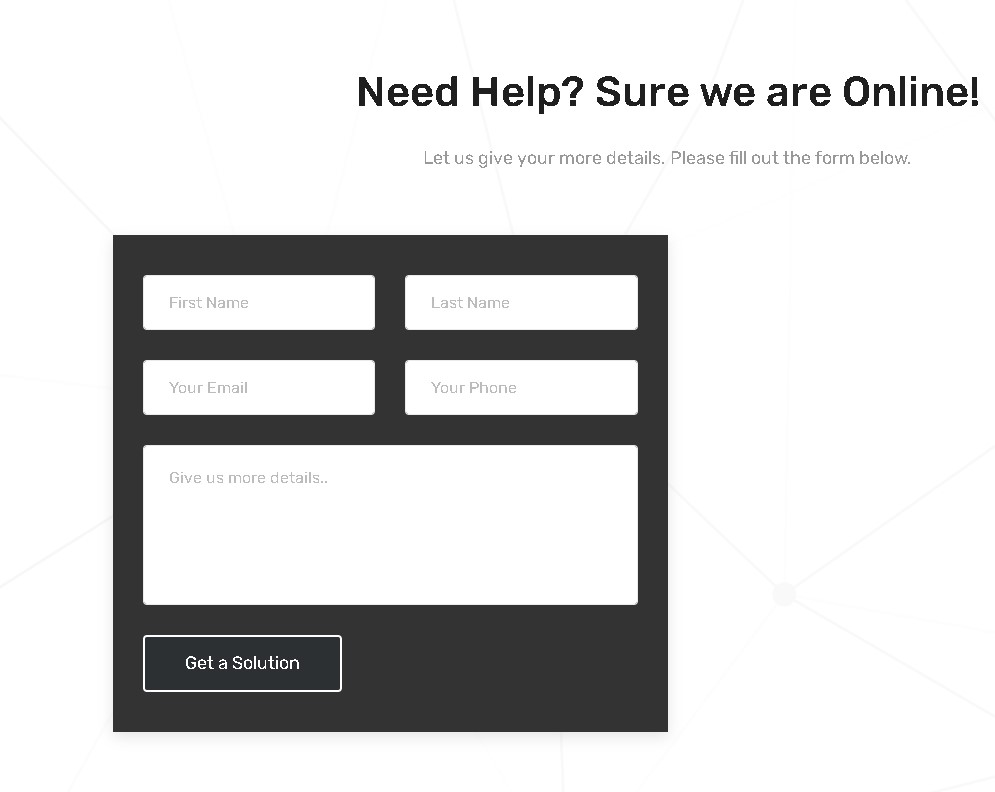 Need Help? Sure we are Online!
Let us give your more details. Please fill out the form below.
First Name
Last Name
Your Email
Your Phone
Give us more details..
Get a Solution